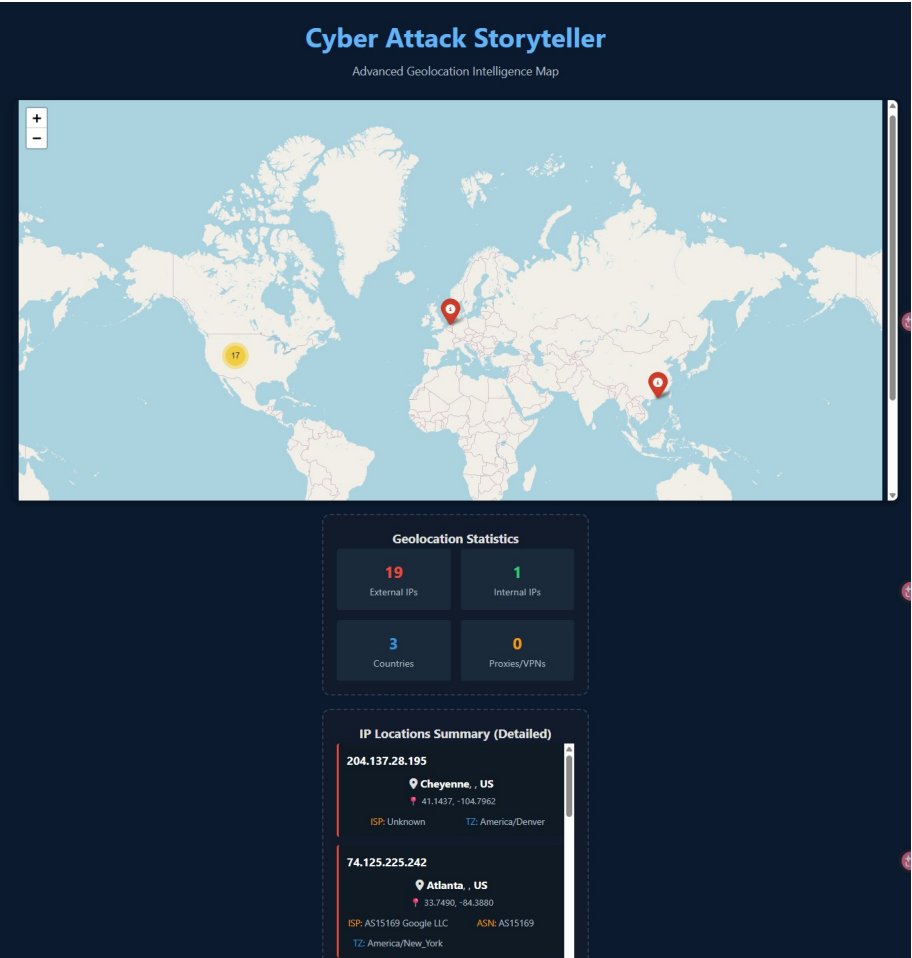 Cyber Attack Storyteller
Advanced Geolocation Intelligence Map
+
−
17
Geolocation Statistics
19
External IPs
1
Internal IPs
3
Countries
0
Proxies/VPNs
IP Locations Summary (Detailed)
204.137.28.195
Cheyenne, , US
41.1437, -104.7962
ISP: Unknown TZ: America/Denver
74.125.225.242
Atlanta, , US
33.7490, -84.3880
ISP: AS15169 Google LLC ASN: AS15169
TZ: America/New_York